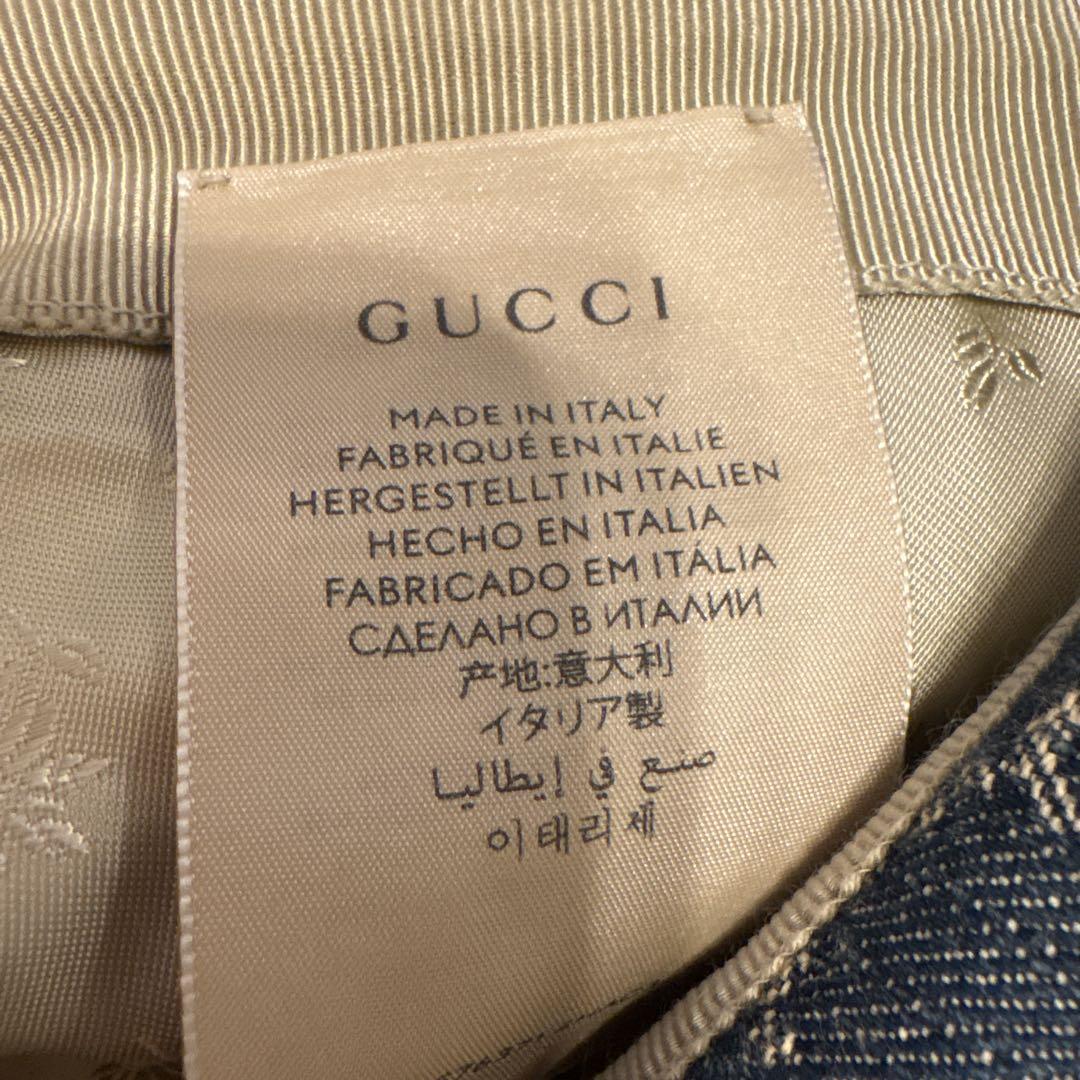 GUCCI
MADE IN ITALY
FABRIQUÉ EN ITALIE
HERGESTELLT IN ITALIEN
HECHO EN ITALIA
FABRICADO EM ITÁLIA
СДЕЛАНО В ИТАЛИИ
产地:意大利
イタリア製
صنع في إيطاليا
이태리제